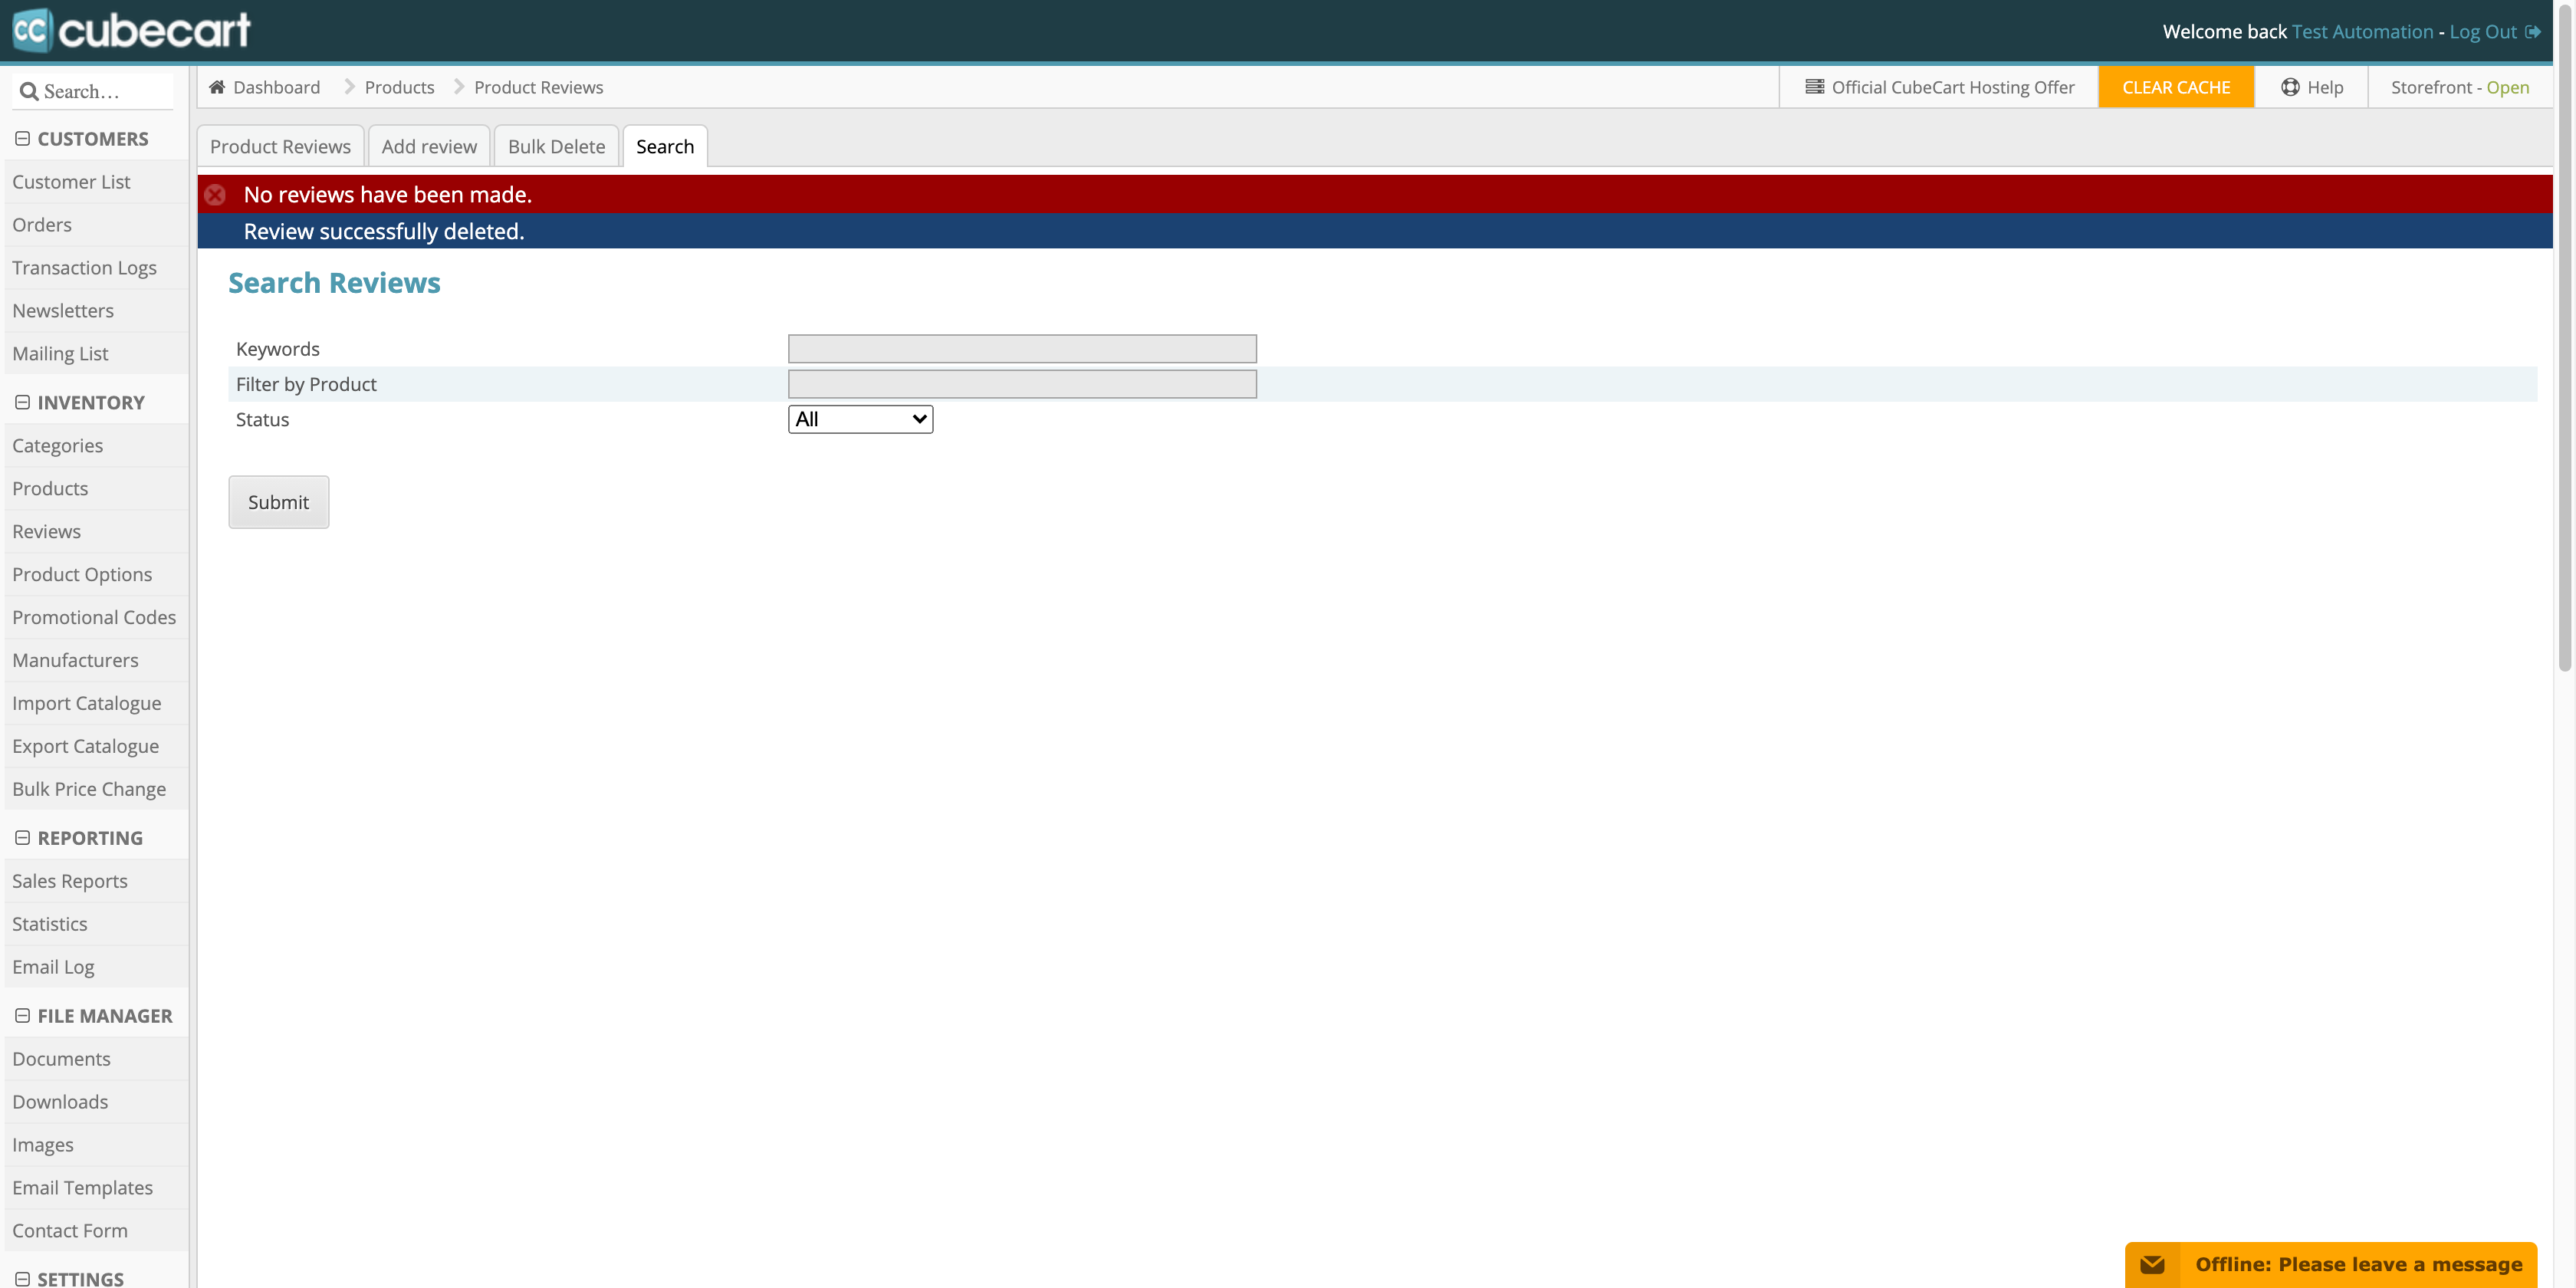 cc cubecart
Welcome back Test Automation - Log Out
Search...
Dashboard Products Product Reviews
Official CubeCart Hosting Offer
CLEAR CACHE
Help
Storefront - Open
CUSTOMERS
Customer List
Orders
Transaction Logs
Newsletters
Mailing List
INVENTORY
Categories
Products
Reviews
Product Options
Promotional Codes
Manufacturers
Import Catalogue
Export Catalogue
Bulk Price Change
REPORTING
Sales Reports
Statistics
Email Log
FILE MANAGER
Documents
Downloads
Images
Email Templates
Contact Form
SETTINGS
Product Reviews
Add review
Bulk Delete
Search
No reviews have been made.
Review successfully deleted.
Search Reviews
Keywords
Filter by Product
Status All
Submit
Offline: Please leave a message